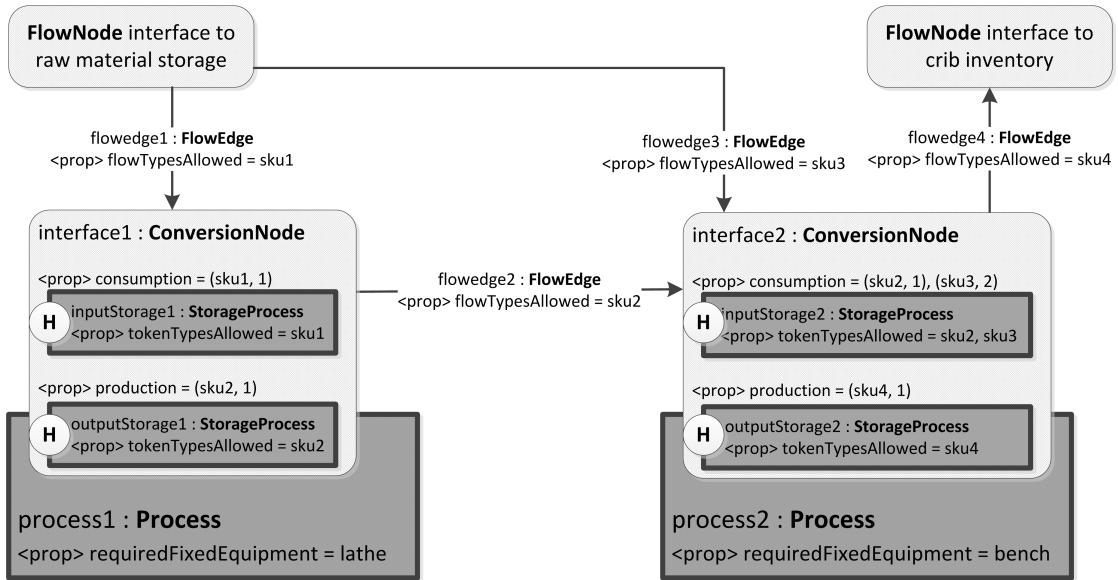 FlowNode interface to
raw material storage
FlowNode interface to
crib inventory
flowedge1 : FlowEdge
<prop> flowTypesAllowed = sku1
flowedge3 : FlowEdge
<prop> flowTypesAllowed = sku3
flowedge4 : FlowEdge
<prop> flowTypesAllowed = sku4
interface1 : ConversionNode
<prop> consumption = (sku1, 1)
H
inputStorage1 : StorageProcess
<prop> tokenTypesAllowed = sku1
<prop> production = (sku2, 1)
H
outputStorage1 : StorageProcess
<prop> tokenTypesAllowed = sku2
process1 : Process
<prop> requiredFixedEquipment = lathe
flowedge2 : FlowEdge
<prop> flowTypesAllowed = sku2
interface2 : ConversionNode
<prop> consumption = (sku2, 1), (sku3, 2)
H
inputStorage2 : StorageProcess
<prop> tokenTypesAllowed = sku2, sku3
<prop> production = (sku4, 1)
H
outputStorage2 : StorageProcess
<prop> tokenTypesAllowed = sku4
process2 : Process
<prop> requiredFixedEquipment = bench